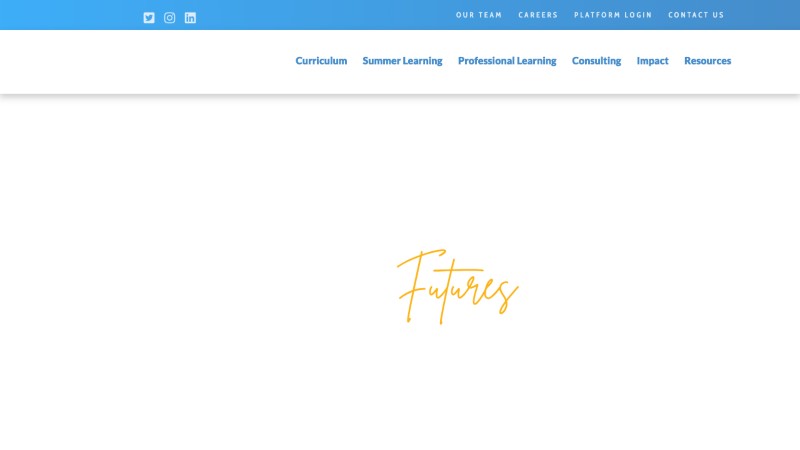 OUR TEAM CAREERS PLATFORM LOGIN CONTACT US
Curriculum Summer Learning Professional Learning Consulting Impact Resources
Futures